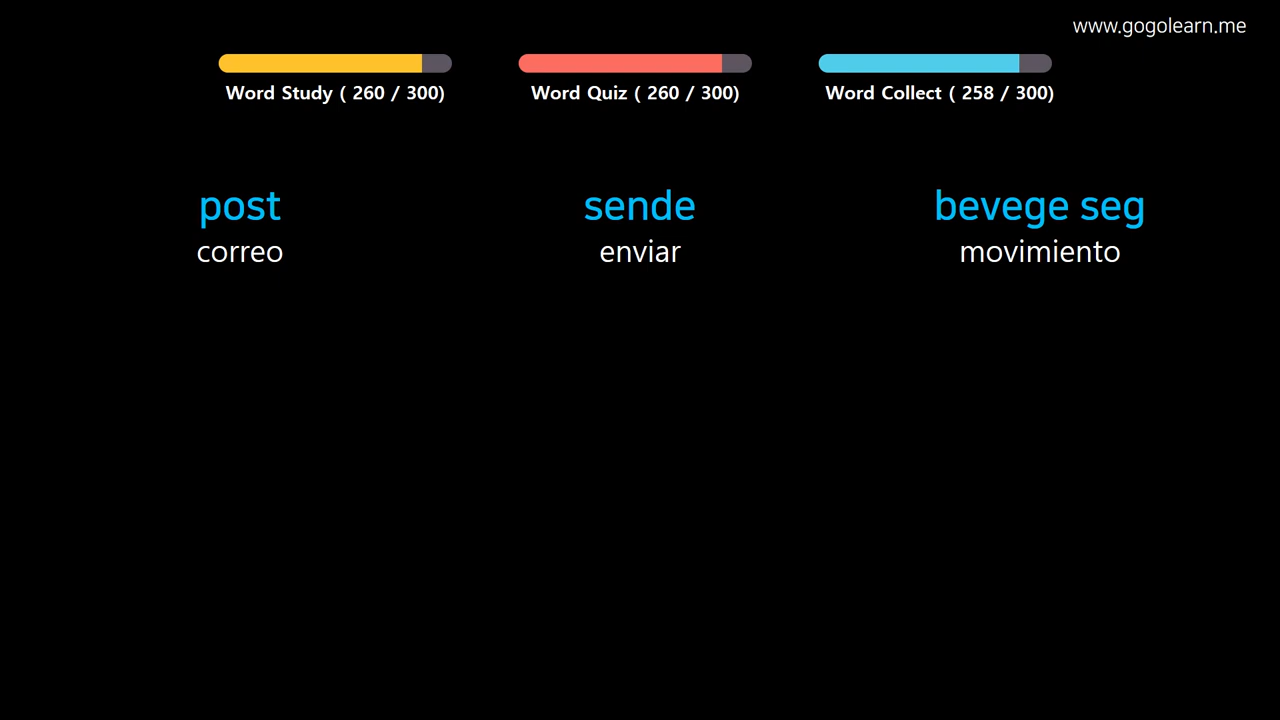 www.gogolearn.me
Word Study ( 260 / 300)
Word Quiz ( 260 / 300)
Word Collect ( 258 / 300)
post
correo
sende
enviar
bevege seg
movimiento